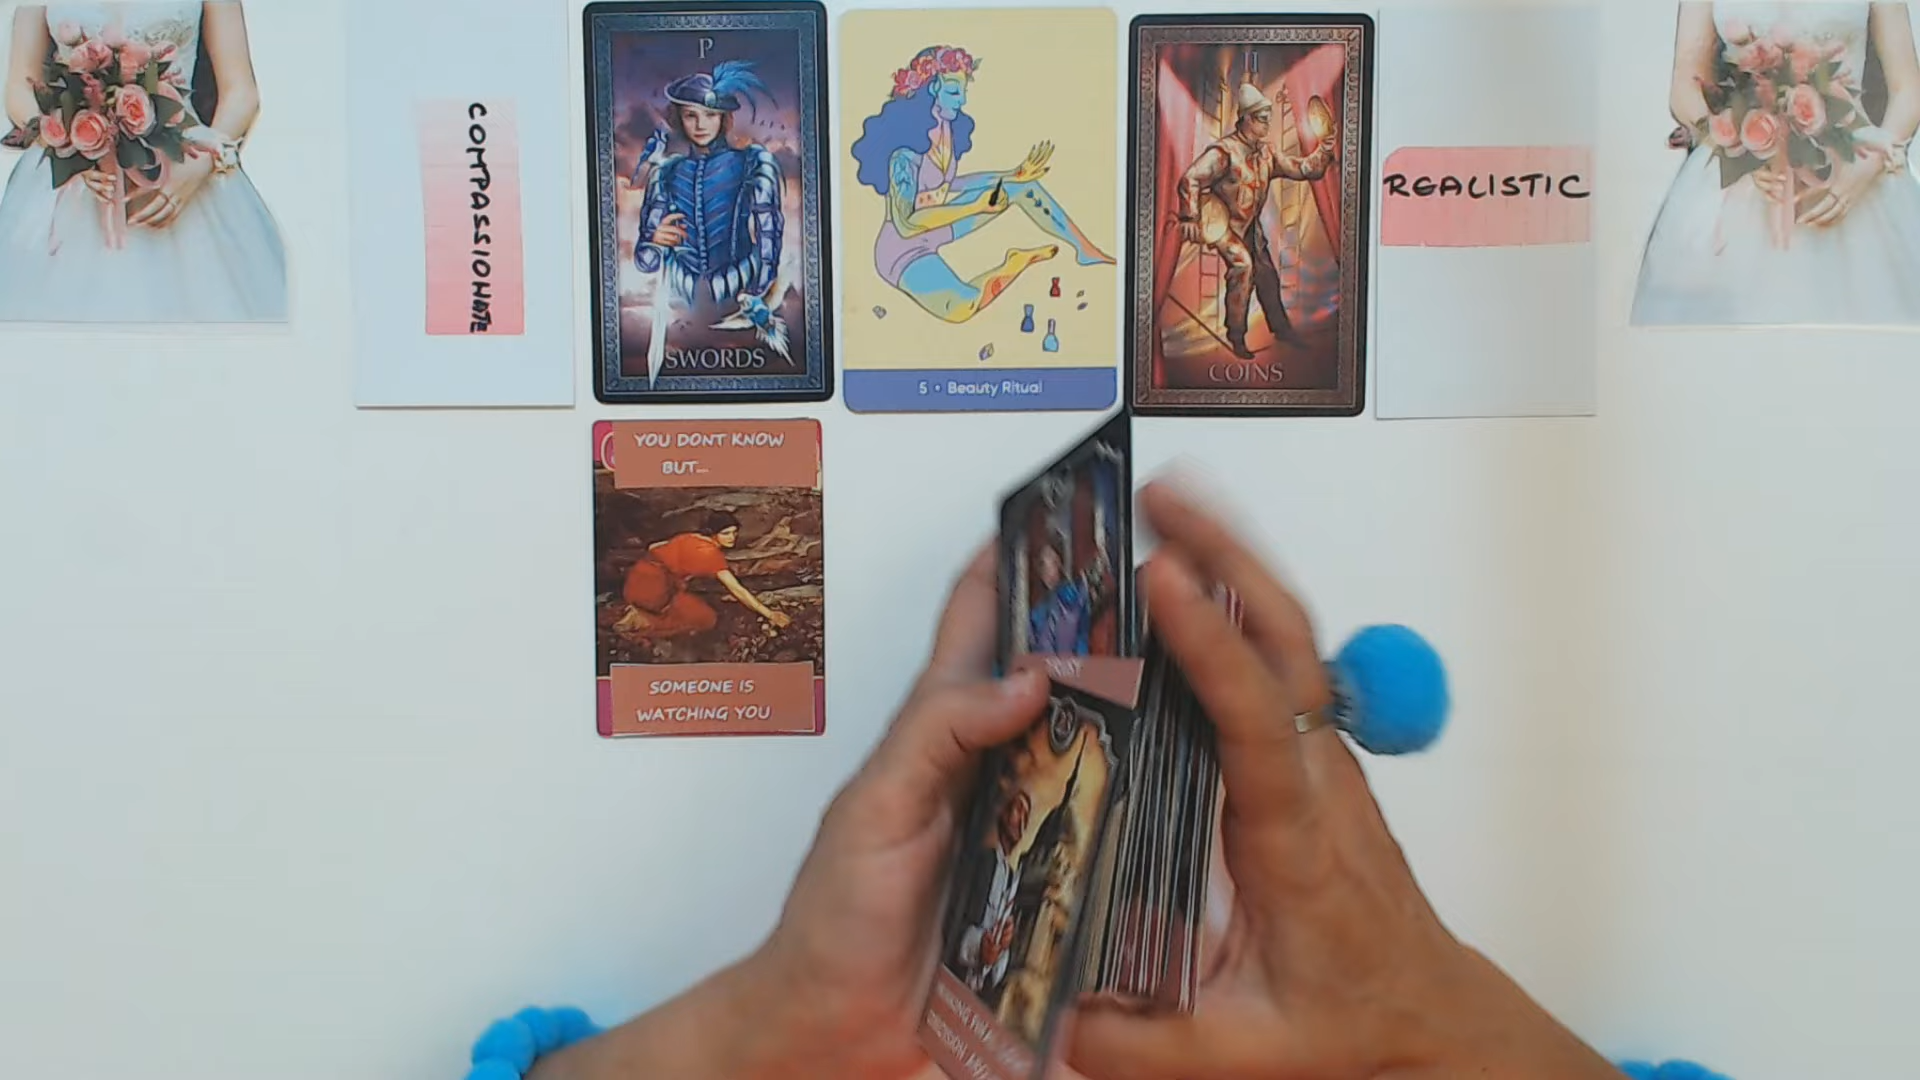 COMPASSIONATE
P
SWORDS
5 • Beauty Ritual
II
COINS
REALISTIC
YOU DONT KNOW
BUT...
SOMEONE IS
WATCHING YOU